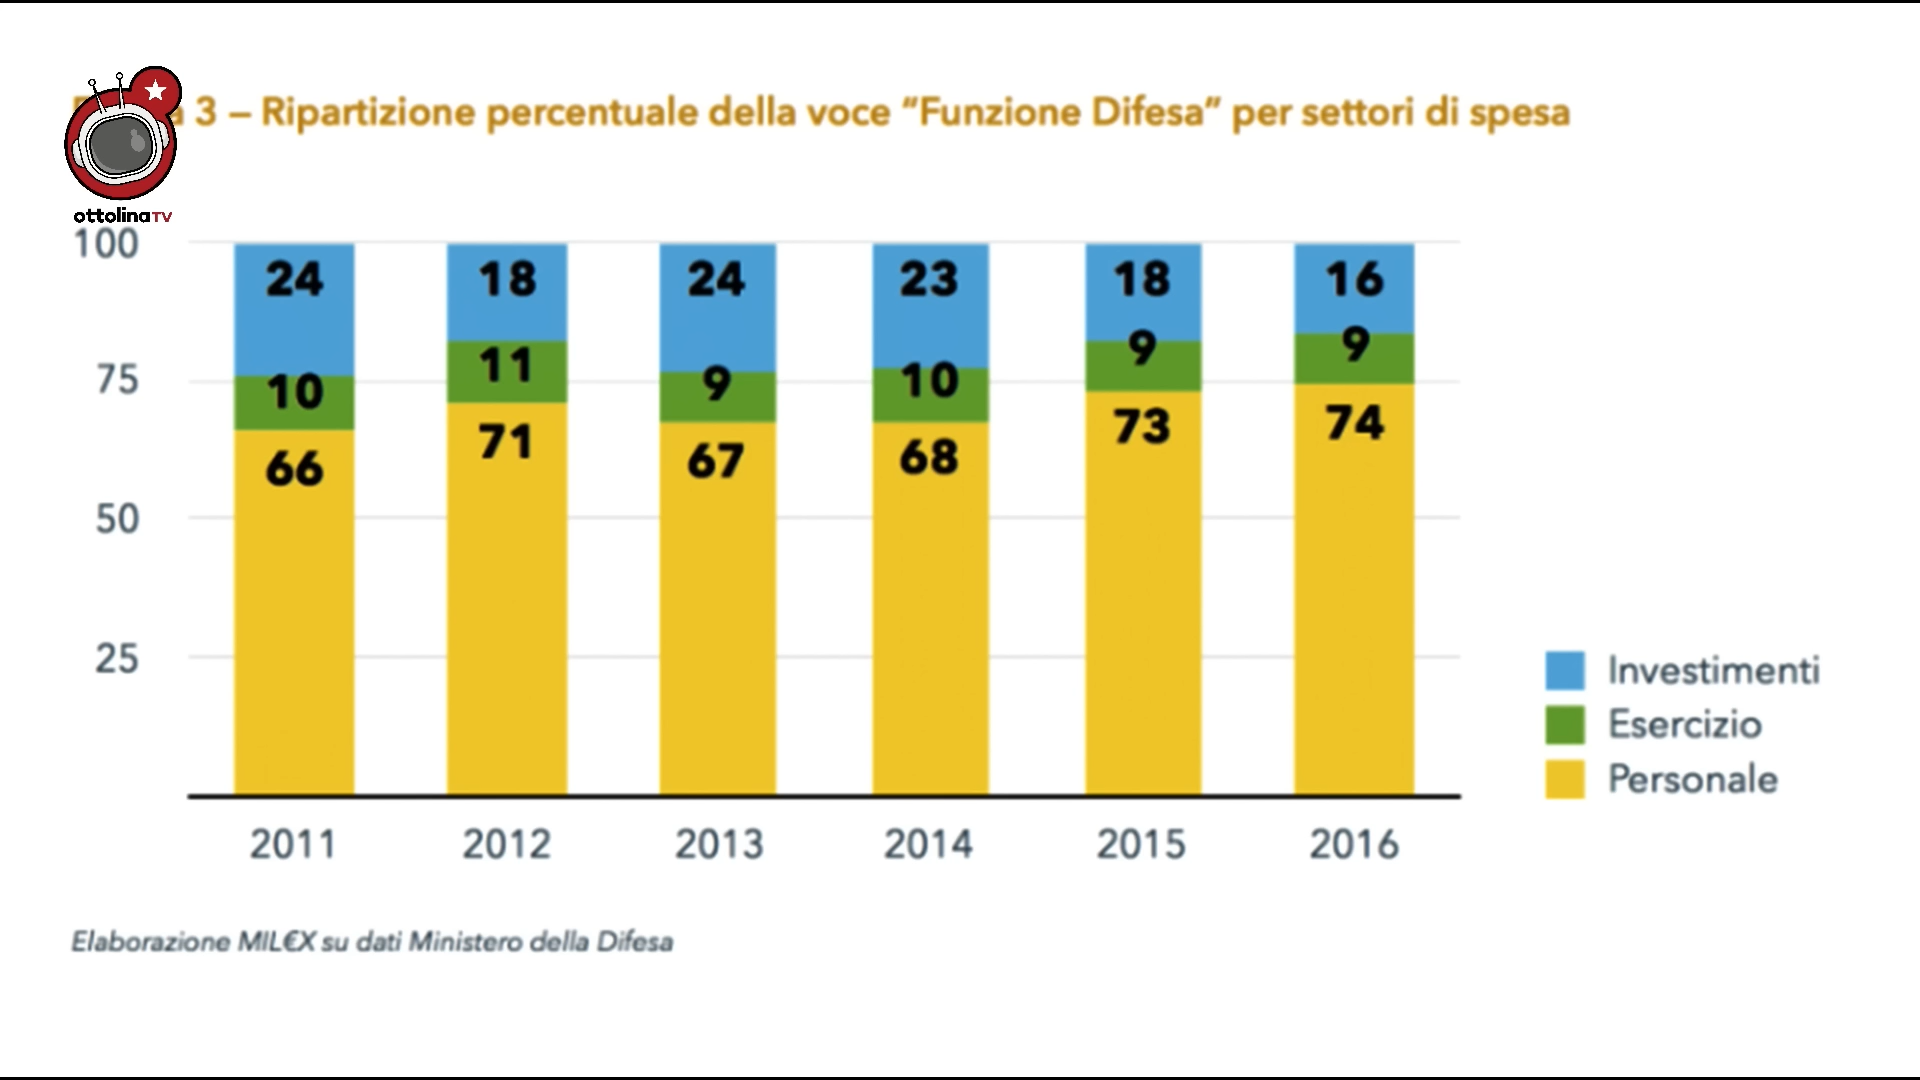 3 – Ripartizione percentuale della voce “Funzione Difesa” per settori di spesa
ottolinaTV
100
24 18 24 23 18 16
10 11 9 10 9 9
75
66 71 67 68 73 74
50
25
Investimenti
Esercizio
Personale
2011 2012 2013 2014 2015 2016
Elaborazione MIL€X su dati Ministero della Difesa